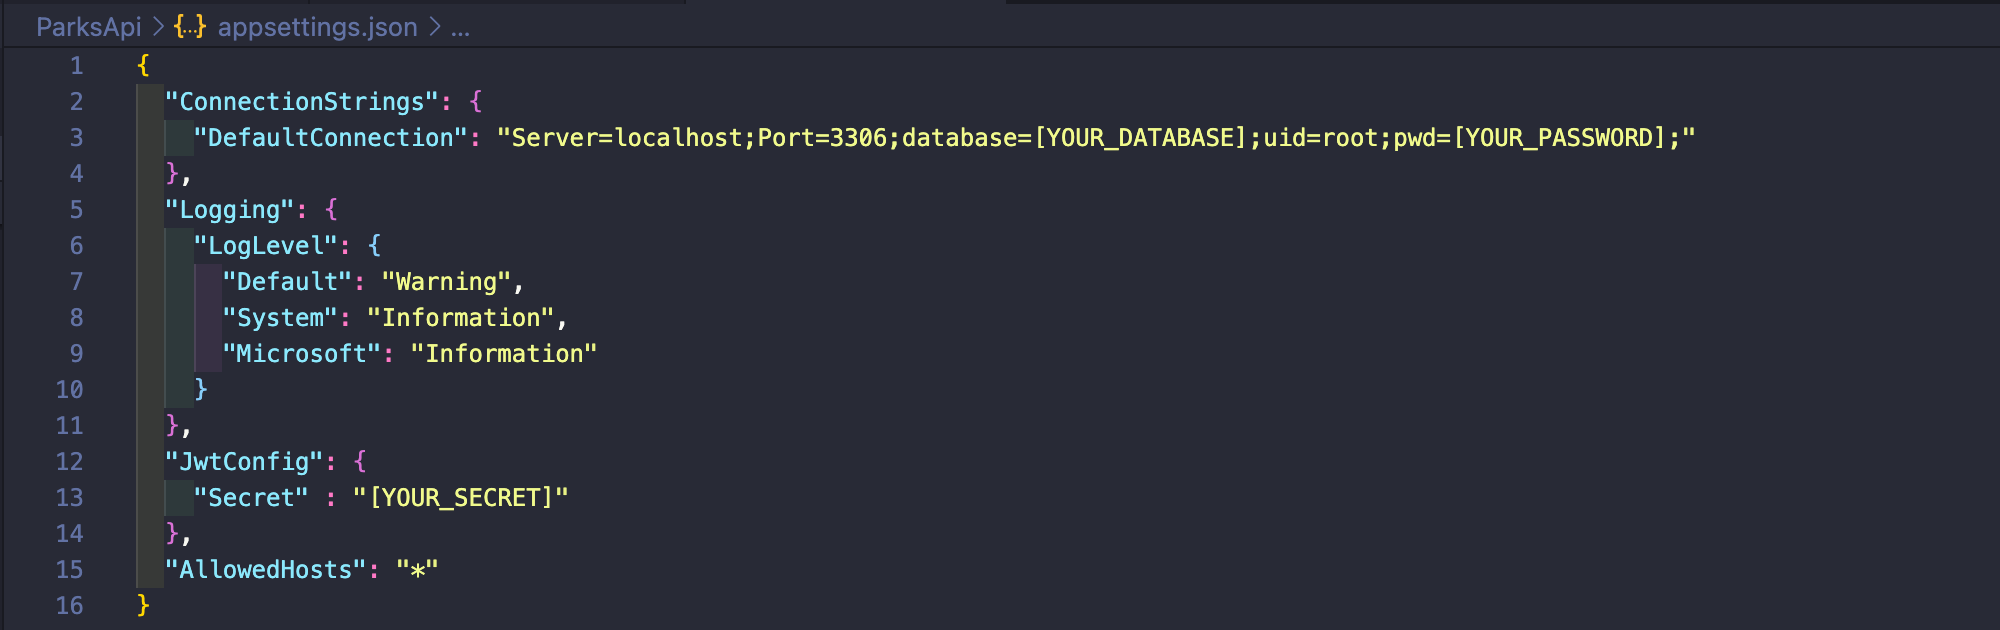 ParksApi > {..} appsettings.json > ...
1 {
2 "ConnectionStrings": {
3 "DefaultConnection": "Server=localhost;Port=3306;database=[YOUR_DATABASE];uid=root;pwd=[YOUR_PASSWORD];"
4 },
5 "Logging": {
6 "LogLevel": {
7 "Default": "Warning",
8 "System": "Information",
9 "Microsoft": "Information"
10 }
11 },
12 "JwtConfig": {
13 "Secret" : "[YOUR_SECRET]"
14 },
15 "AllowedHosts": "*"
16 }